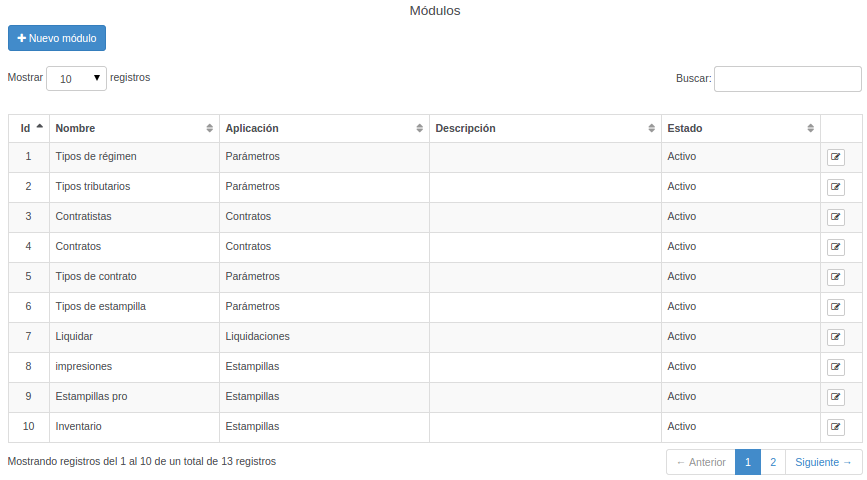 Módulos
Nuevo módulo
Mostrar 10 registros Buscar:
Id Nombre Aplicación Descripción Estado
1 Tipos de régimen Parámetros Activo
2 Tipos tributarios Parámetros Activo
3 Contratistas Contratos Activo
4 Contratos Contratos Activo
5 Tipos de contrato Parámetros Activo
6 Tipos de estampilla Parámetros Activo
7 Liquidar Liquidaciones Activo
8 impresiones Estampillas Activo
9 Estampillas pro Estampillas Activo
10 Inventario Estampillas Activo
Mostrando registros del 1 al 10 de un total de 13 registros ← Anterior 1 2 Siguiente →